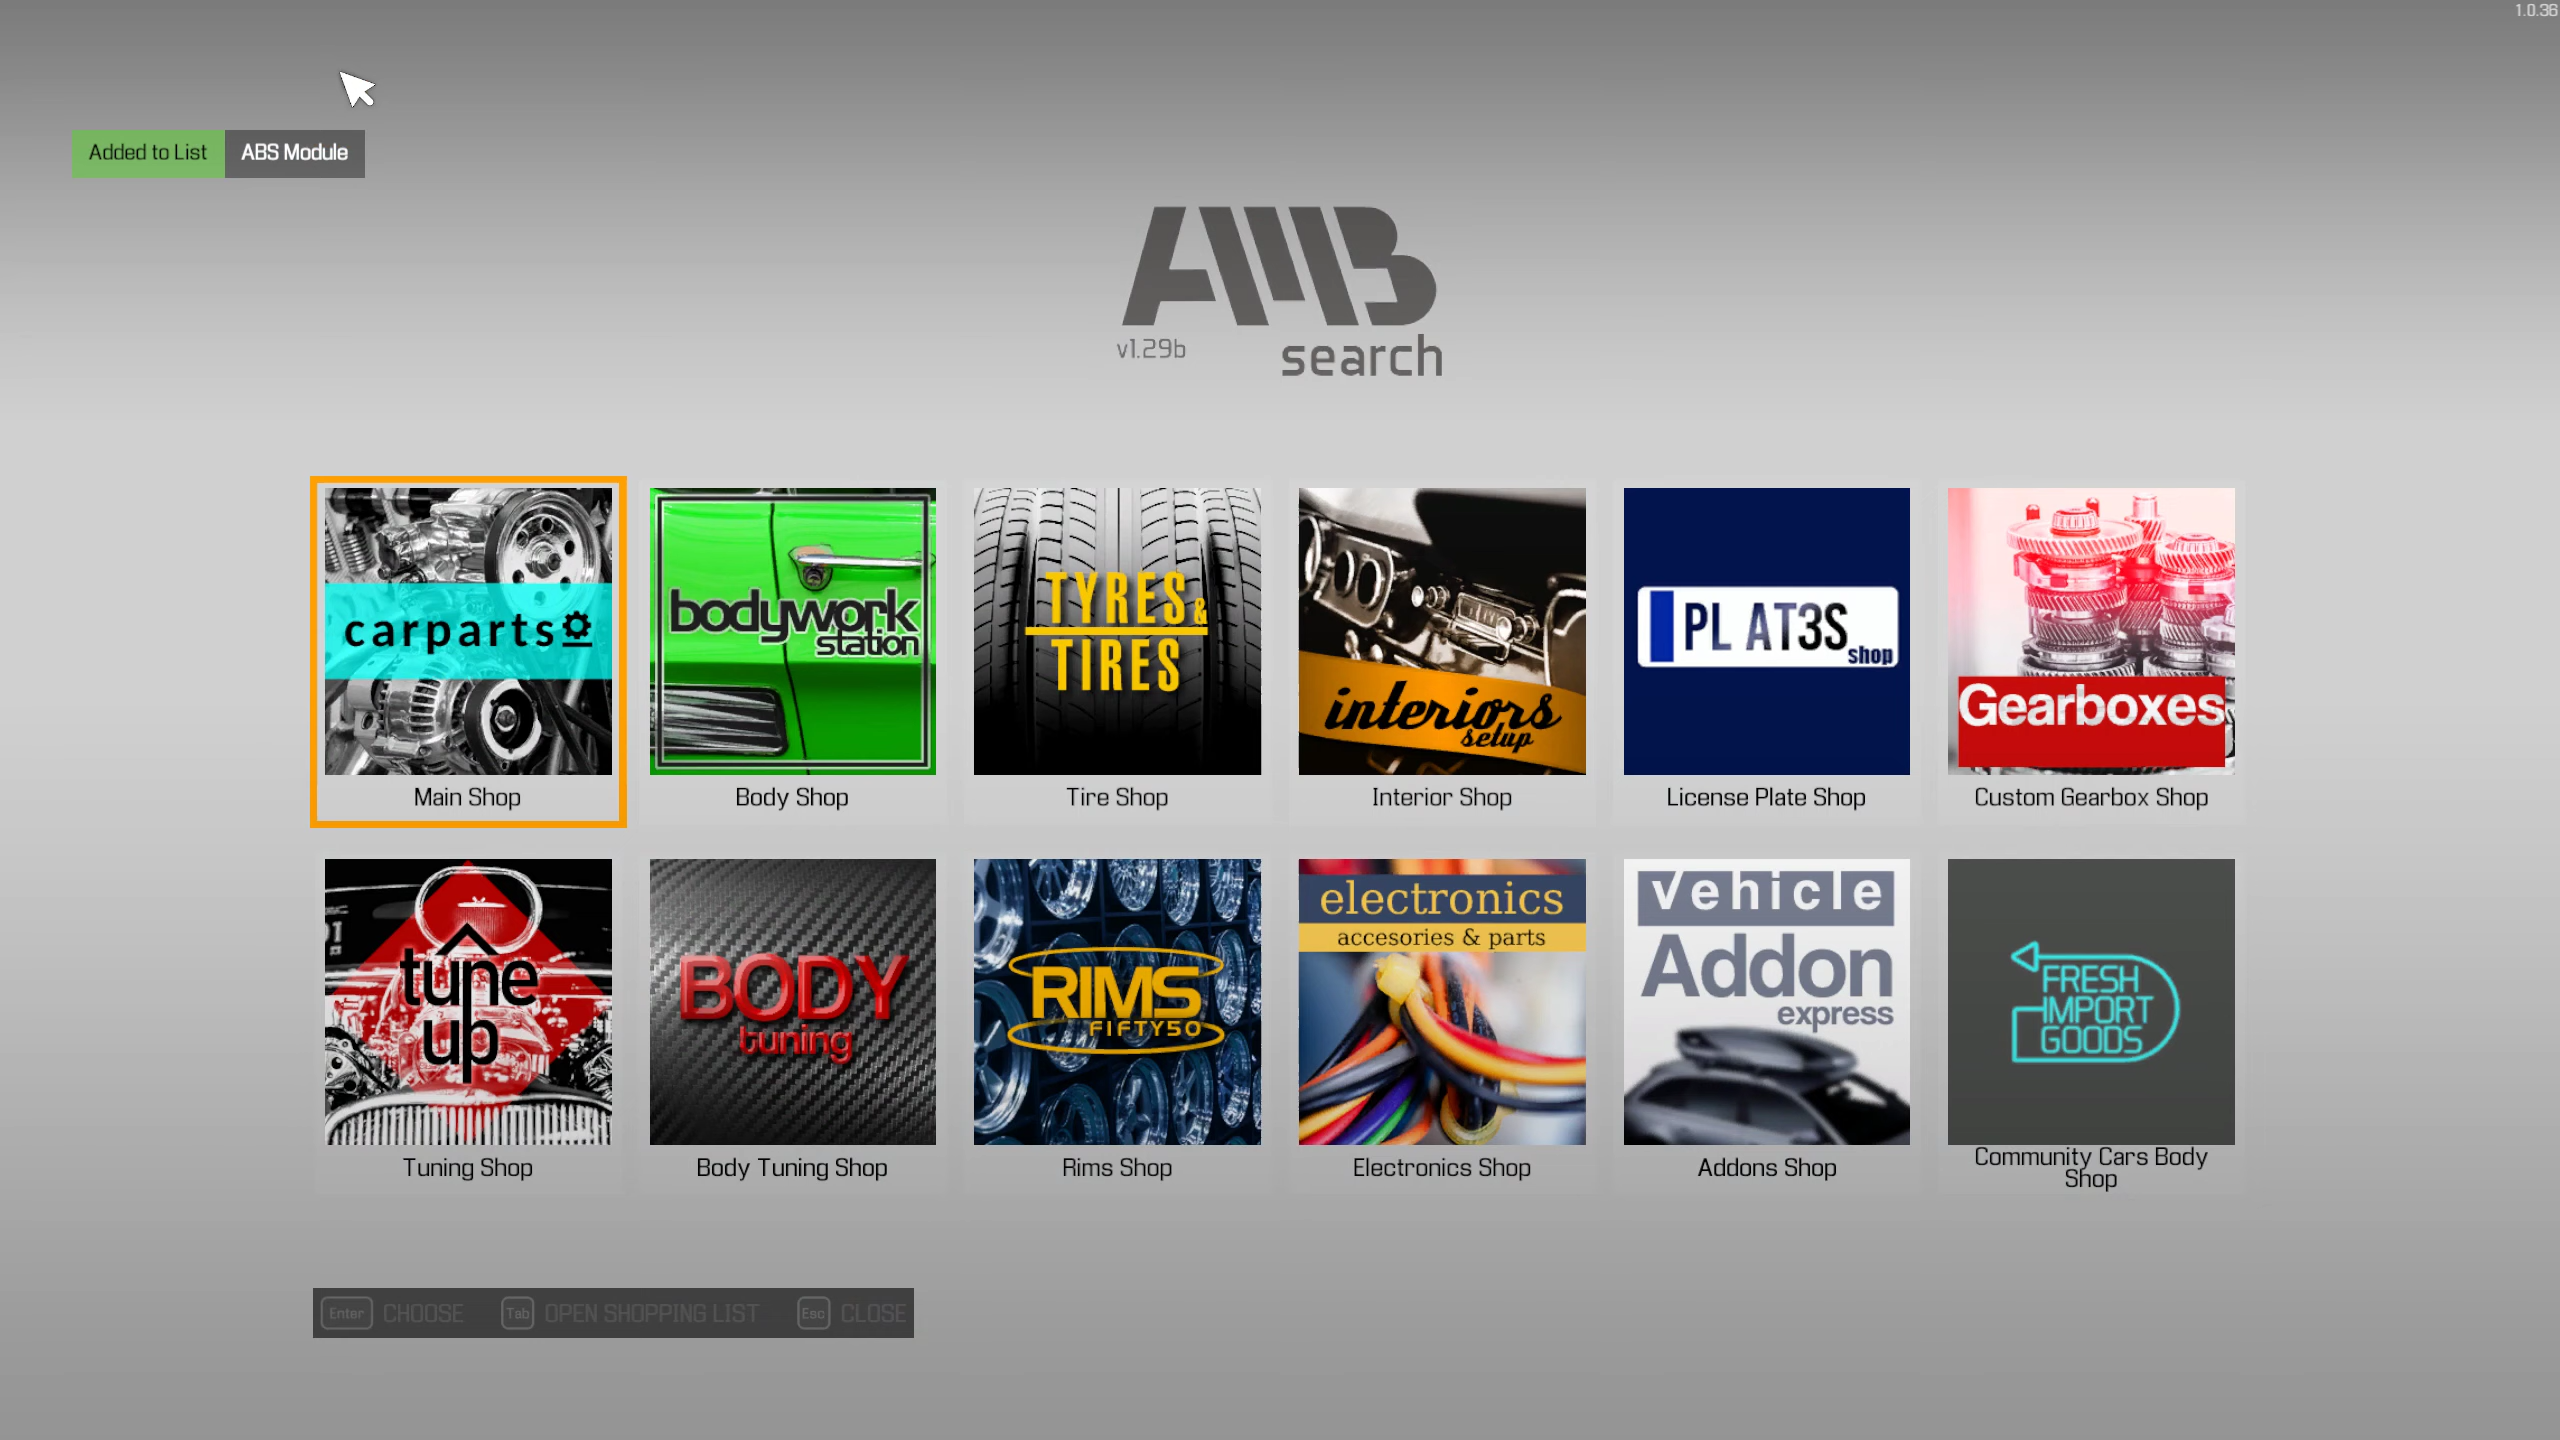 1.0.36
Added to List ABS Module
AMB
v1.29b
search
carparts
Main Shop
bodywork
station
Body Shop
TYRES &
TIRES
Tire Shop
interiors
setup
Interior Shop
PL AT3S
shop
License Plate Shop
Gearboxes
Custom Gearbox Shop
tune
up
Tuning Shop
BODY
tuning
Body Tuning Shop
RIMS
FIFTY50
Rims Shop
electronics
accesories & parts
Electronics Shop
vehicle
Addon
express
Addons Shop
FRESH
IMPORT
GOODS
Community Cars Body
Shop
Enter CHOOSE Tab OPEN SHOPPING LIST Esc CLOSE